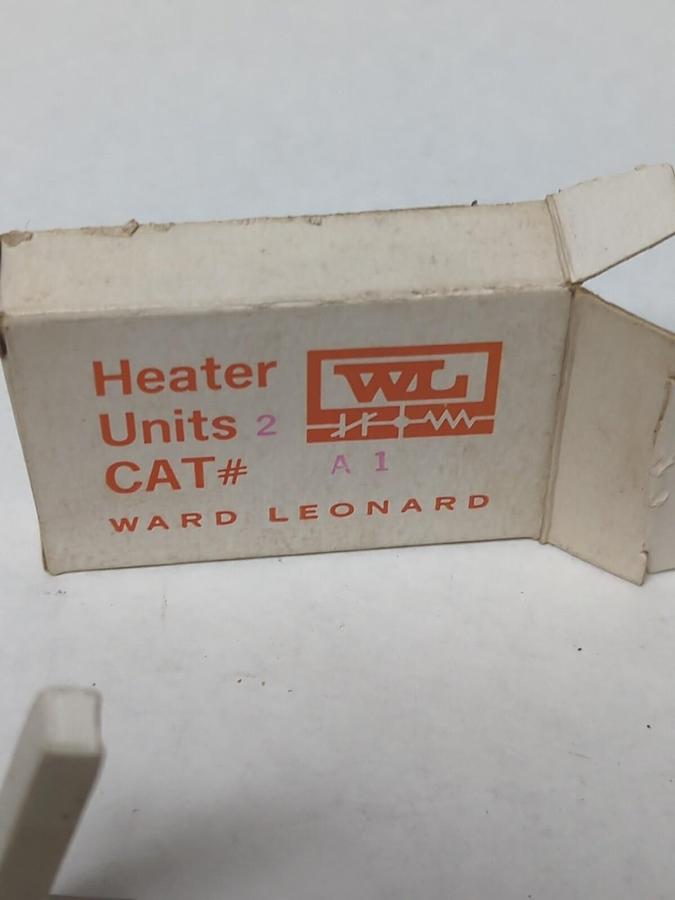 Heater
Units 2
CAT# A 1
WARD LEONARD
WL